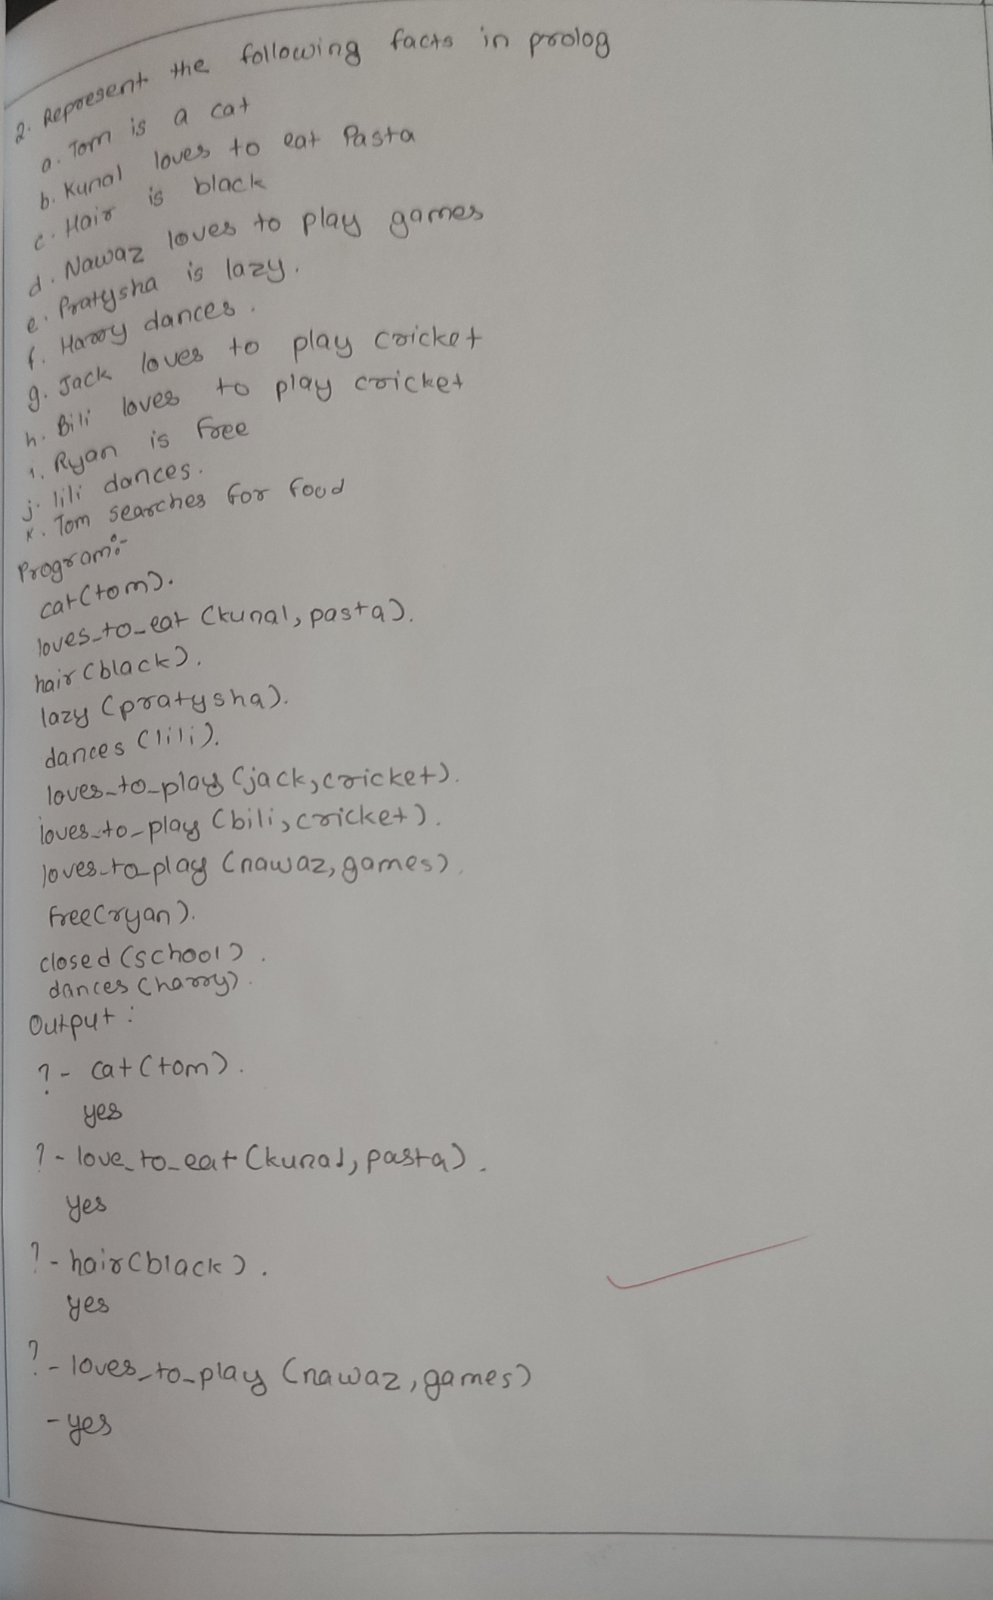 2. Represent the following facts in prolog
a. Tom is a cat
b. Kunal loves to eat Pasta
c. Hair is black
d. Nawaz loves to play games
e. Pratysha is lazy.
f. Harry dances.
g. Jack loves to play cricket
h. Bili loves to play cricket
i. Ryan is free
j. lili dances.
k. Tom searches for food
Program:-
cat(tom).
loves_to_eat (kunal, pasta).
hair (black).
lazy (pratysha).
dances (lili).
loves_to_play (jack, cricket).
loves_to_play (bili, cricket).
loves_to_play (nawaz, games).
free(ryan).
closed (school).
dances (harry).
Output :
?- cat (tom).
yes
?- love_to_eat (kunal, pasta).
yes
?- hair(black).
yes
?- loves_to_play (nawaz, games)
- yes